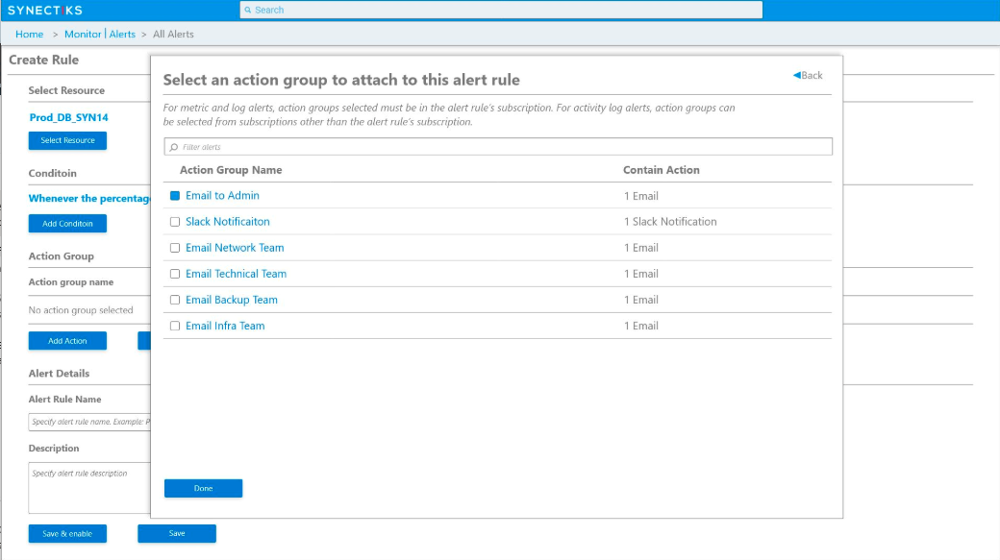 SYNECTIKS
Search
Home > Monitor | Alerts > All Alerts
Create Rule
Select Resource
Prod_DB_SYN14
Select Resource
Conditoin
Whenever the percentag
Add Conditoin
Action Group
Action group name
No action group selected
Add Action
Alert Details
Alert Rule Name
Specify alert rule name. Example: P
Description
Specify alert rule description
Save & enable
Save
Select an action group to attach to this alert rule
Back
For metric and log alerts, action groups selected must be in the alert rule's subscription. For activity log alerts, action groups can
be selected from subscriptions other than the alert rule's subscription.
Filter alerts
Action Group Name Contain Action
Email to Admin 1 Email
Slack Notificaiton 1 Slack Notification
Email Network Team 1 Email
Email Technical Team 1 Email
Email Backup Team 1 Email
Email Infra Team 1 Email
Done